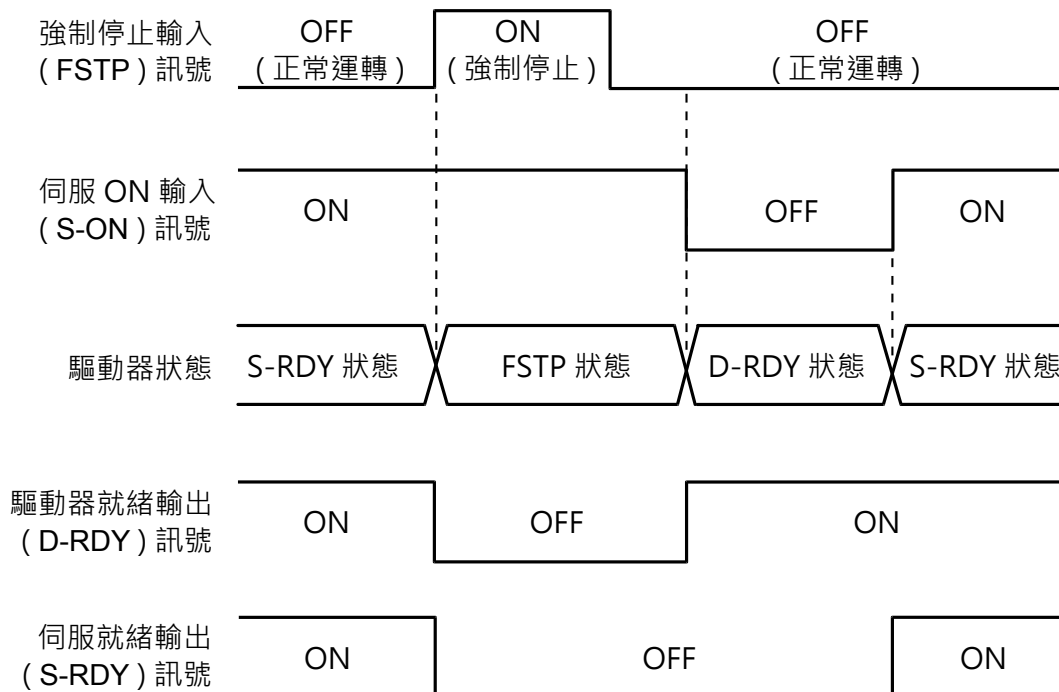 強制停止輸入
( FSTP ) 訊號
OFF
( 正常運轉 )
ON
( 強制停止 )
OFF
( 正常運轉 )
伺服 ON 輸入
( S-ON ) 訊號
ON
OFF
ON
驅動器狀態
S-RDY 狀態
FSTP 狀態
D-RDY 狀態
S-RDY 狀態
驅動器就緒輸出
( D-RDY ) 訊號
ON
OFF
ON
伺服就緒輸出
( S-RDY ) 訊號
ON
OFF
ON